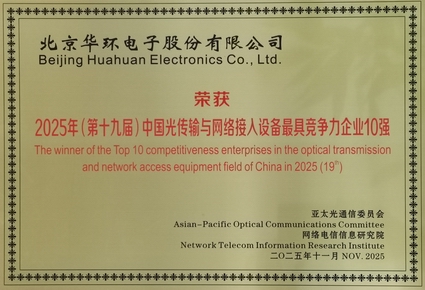 北京华环电子股份有限公司
Beijing Huahuan Electronics Co., Ltd.
荣获
2025年(第十九届)中国光传输与网络接入设备最具竞争力企业10强
The winner of the Top 10 competitiveness enterprises in the optical transmission
and network access equipment field of China in 2025 (19th)
亚太光通信委员会
Asian-Pacific Optical Communications Committee
网络电信信息研究院
Network Telecom Information Research Institute
二〇二五年十一月 NOV. 2025